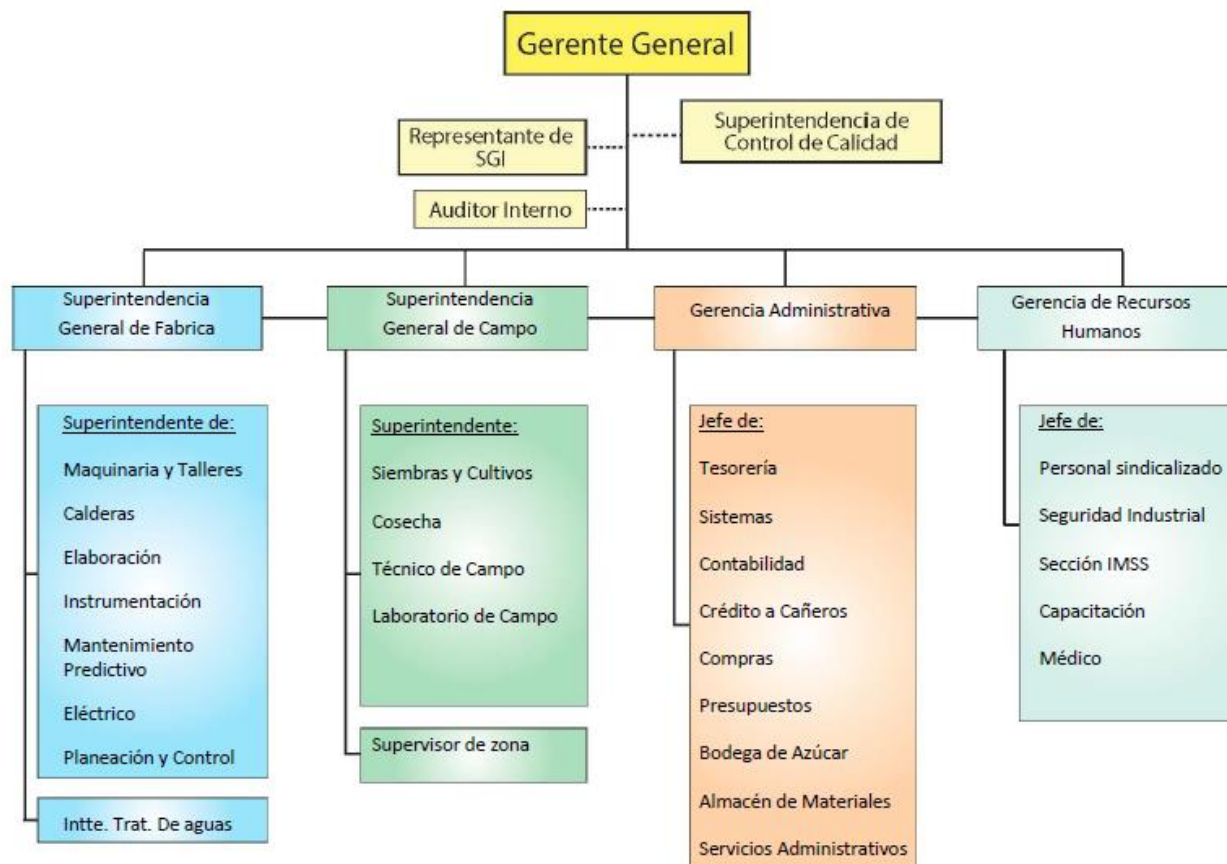 Gerente General
Representante de
SGI
Superintendencia de
Control de Calidad
Auditor Interno
Superintendencia
General de Fabrica
Superintendencia
General de Campo
Gerencia Administrativa
Gerencia de Recursos
Humanos
Superintendente de:
Maquinaria y Talleres
Calderas
Elaboración
Instrumentación
Mantenimiento
Predictivo
Eléctrico
Planeación y Control
Intte. Trat. De aguas
Superintendente:
Siembras y Cultivos
Cosecha
Técnico de Campo
Laboratorio de Campo
Supervisor de zona
Jefe de:
Tesorería
Sistemas
Contabilidad
Crédito a Cañeros
Compras
Presupuestos
Bodega de Azúcar
Almacén de Materiales
Servicios Administrativos
Jefe de:
Personal sindicalizado
Seguridad Industrial
Sección IMSS
Capacitación
Médico